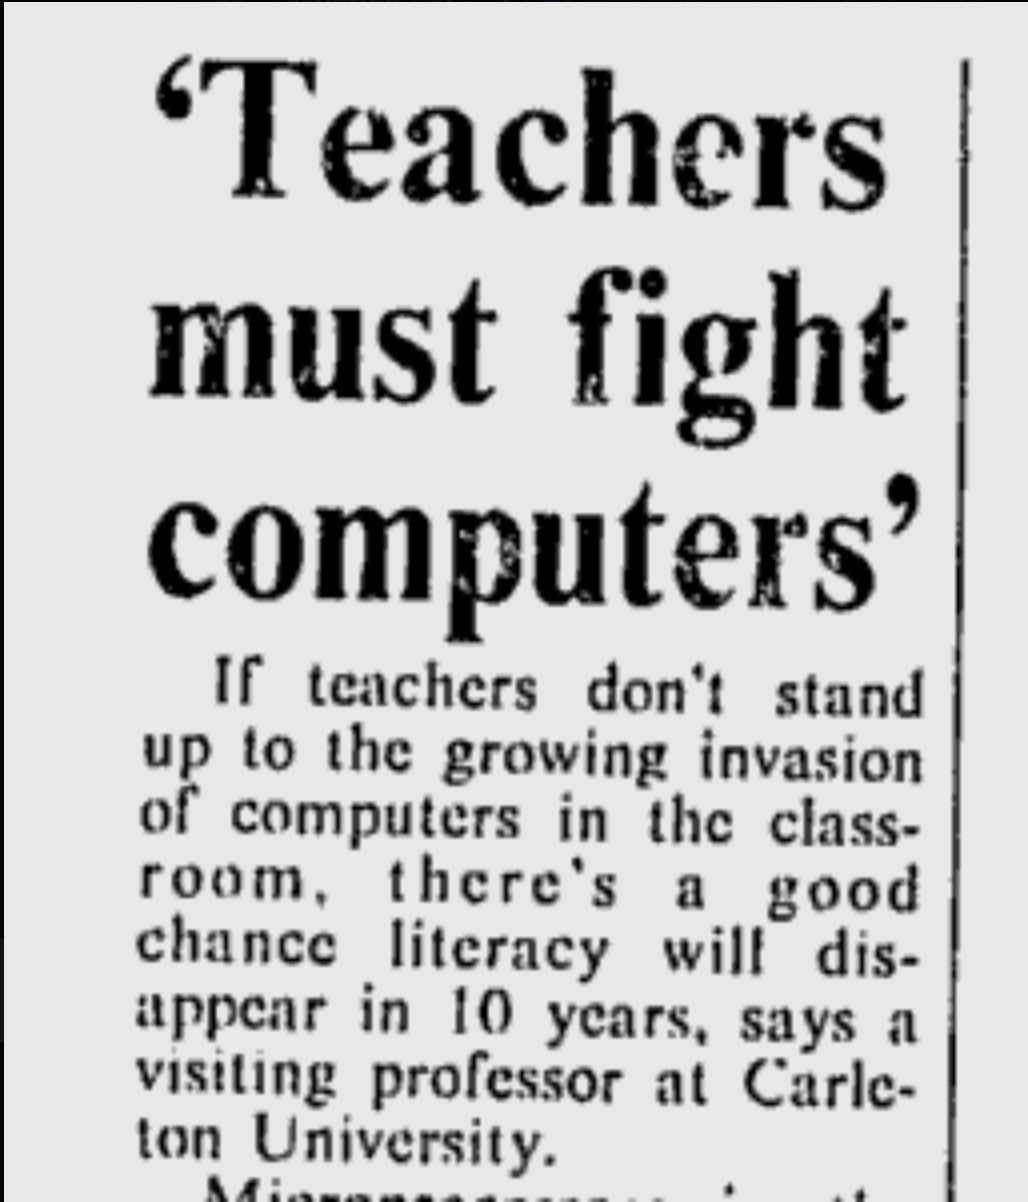 ‘Teachers
must fight
computers’
If teachers don't stand
up to the growing invasion
of computers in the class-
room, there's a good
chance literacy will dis-
appear in 10 years, says a
visiting professor at Carle-
ton University.